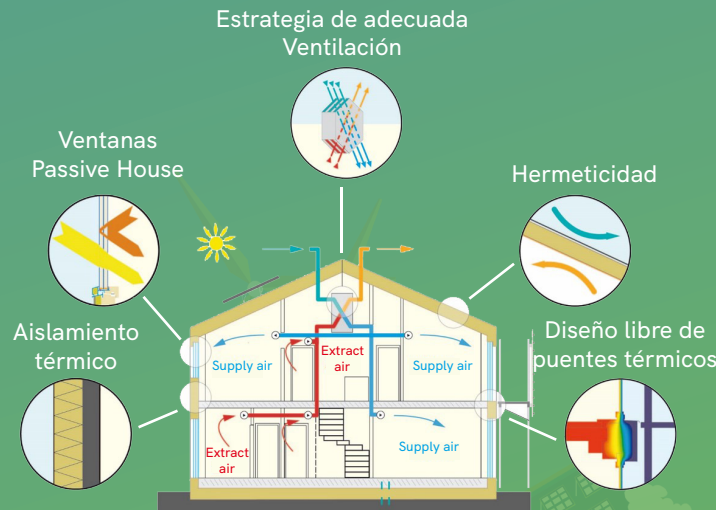 Estrategia de adecuada
Ventilación
Ventanas
Passive House
Hermeticidad
Aislamiento
térmico
Diseño libre de
puentes térmicos
Supply air
Extract
air
Supply air
Extract
air
Supply air